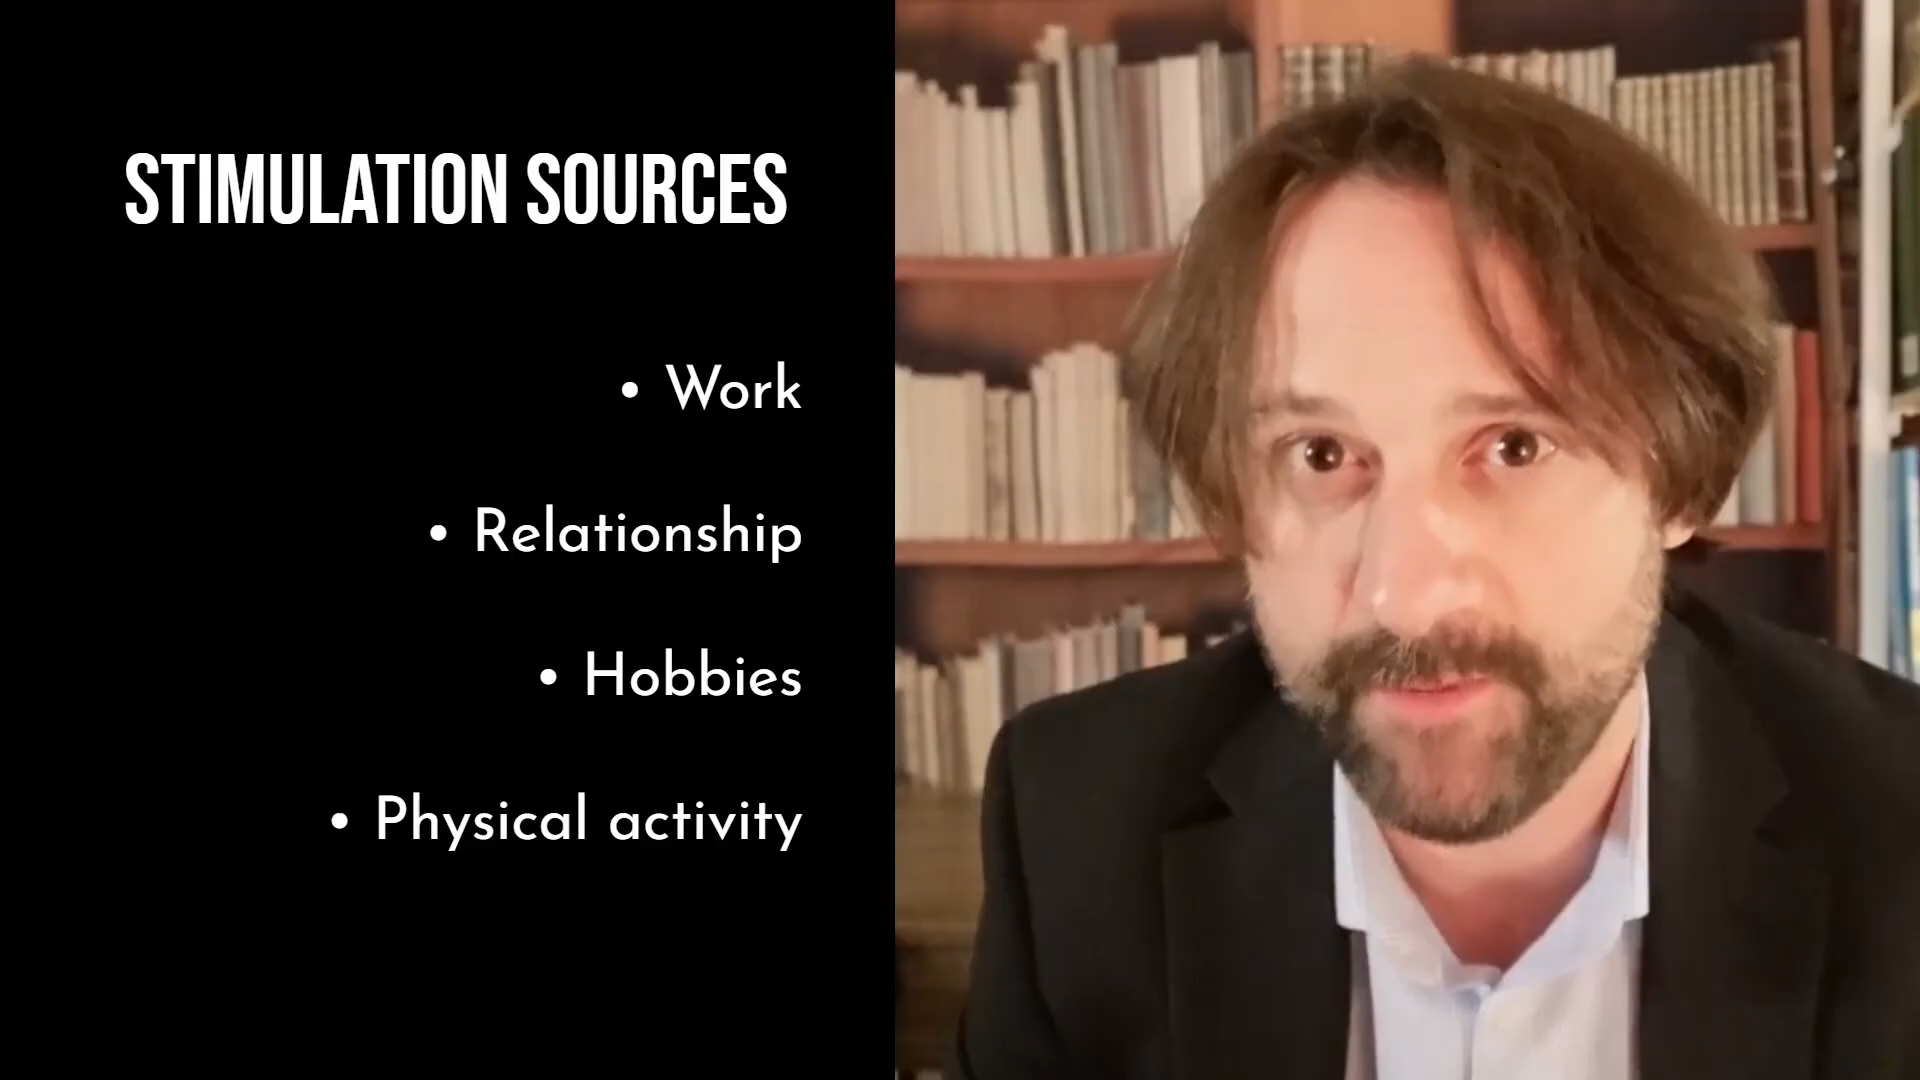 STIMULATION SOURCES
• Work
• Relationship
• Hobbies
• Physical activity